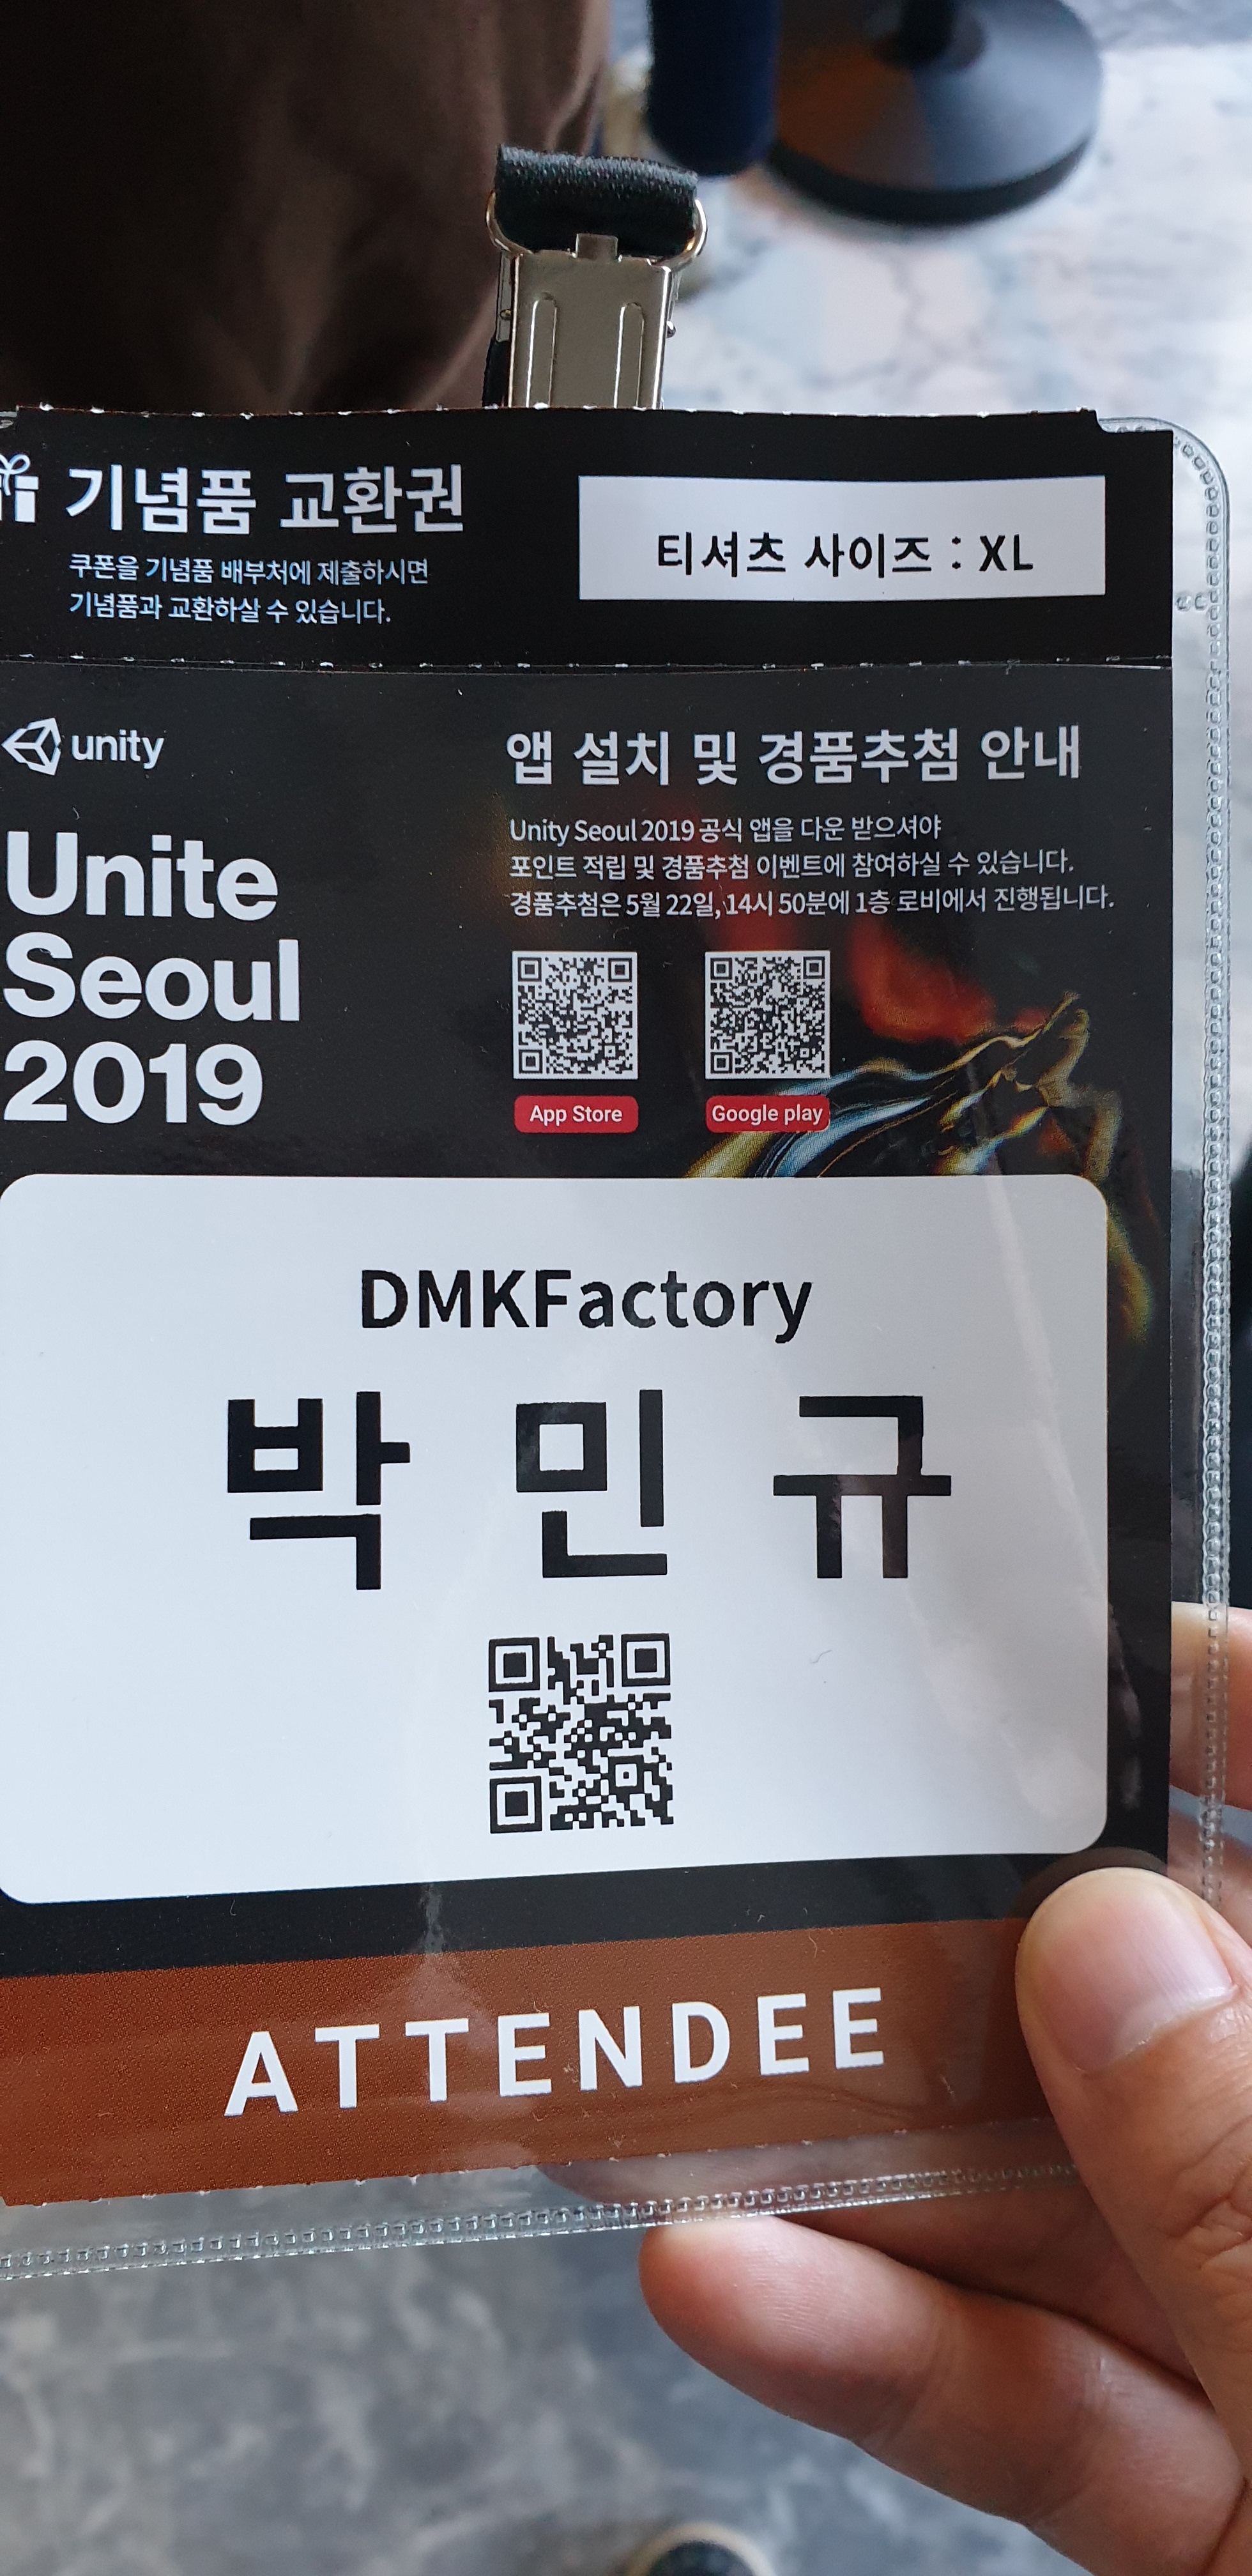 기념품 교환권
쿠폰을 기념품 배부처에 제출하시면
기념품과 교환하실 수 있습니다.
티셔츠 사이즈 : XL
unity
Unite
Seoul
2019
앱 설치 및 경품추첨 안내
Unity Seoul 2019 공식 앱을 다운 받으셔야
포인트 적립 및 경품추첨 이벤트에 참여하실 수 있습니다.
경품추첨은 5월 22일, 14시 50분에 1층 로비에서 진행됩니다.
App Store
Google play
DMKFactory
박민규
ATTENDEE